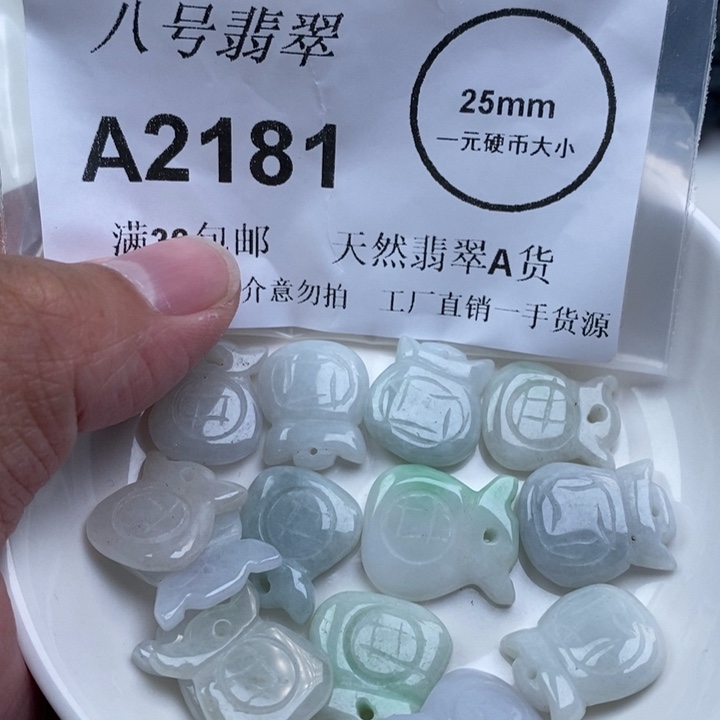 八号翡翠
A2181
25mm
一元硬币大小
满30包邮 天然翡翠A货
介意勿拍 工厂直销一手货源